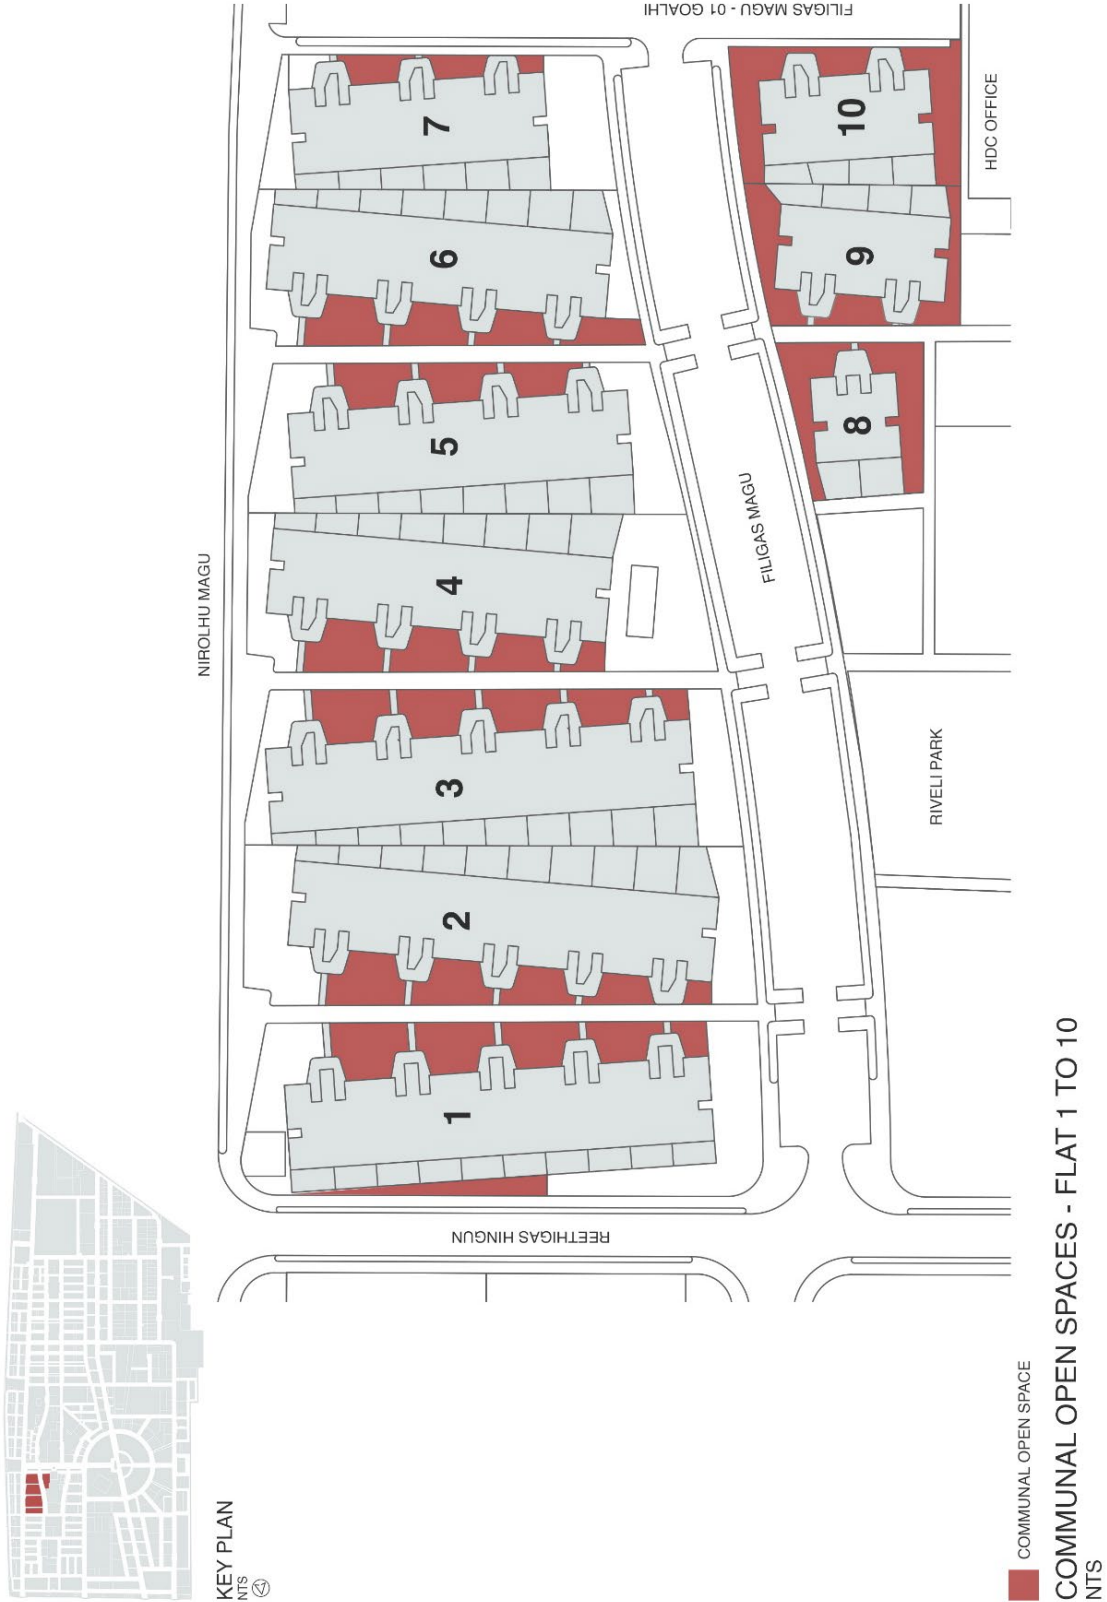 NIROLHU MAGU
7
6
5
4
3
2
1
FILIGAS MAGU - 01 GOALHI
10
9
8
HDC OFFICE
FILIGAS MAGU
RIVELI PARK
REETHIGAS HINGUN
KEY PLAN
NTS
COMMUNAL OPEN SPACE
COMMUNAL OPEN SPACES - FLAT 1 TO 10
NTS